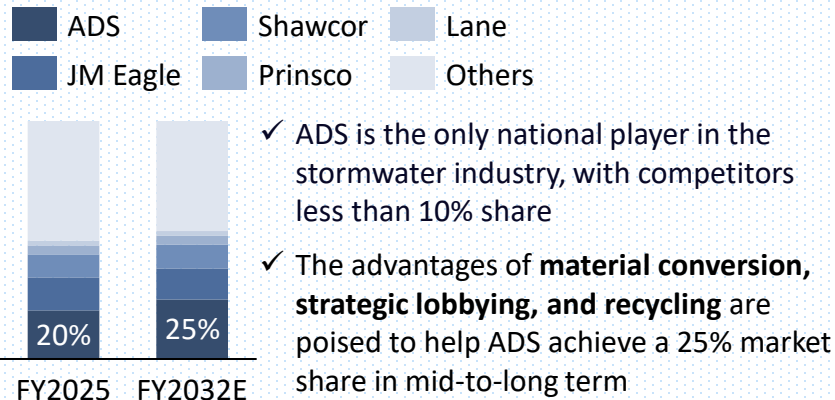 ADS
Shawcor
Lane
JM Eagle
Prinsco
Others
20%
25%
FY2025
FY2032E
✓ ADS is the only national player in the
stormwater industry, with competitors
less than 10% share
✓ The advantages of material conversion,
strategic lobbying, and recycling are
poised to help ADS achieve a 25% market
share in mid-to-long term